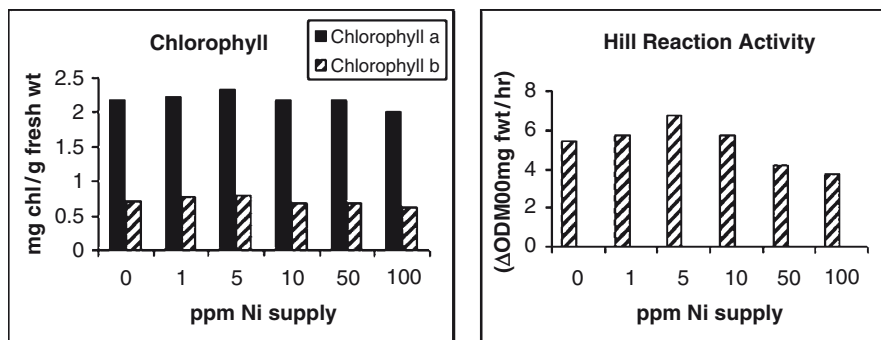 Chlorophyll
Chlorophyll a
Chlorophyll b
mg chl/g fresh wt
2.5
2
1.5
1
0.5
0
0 1 5 10 50 100
ppm Ni supply
Hill Reaction Activity
(ΔODM00mg fwt/hr)
8
6
4
2
0
0 1 5 10 50 100
ppm Ni supply